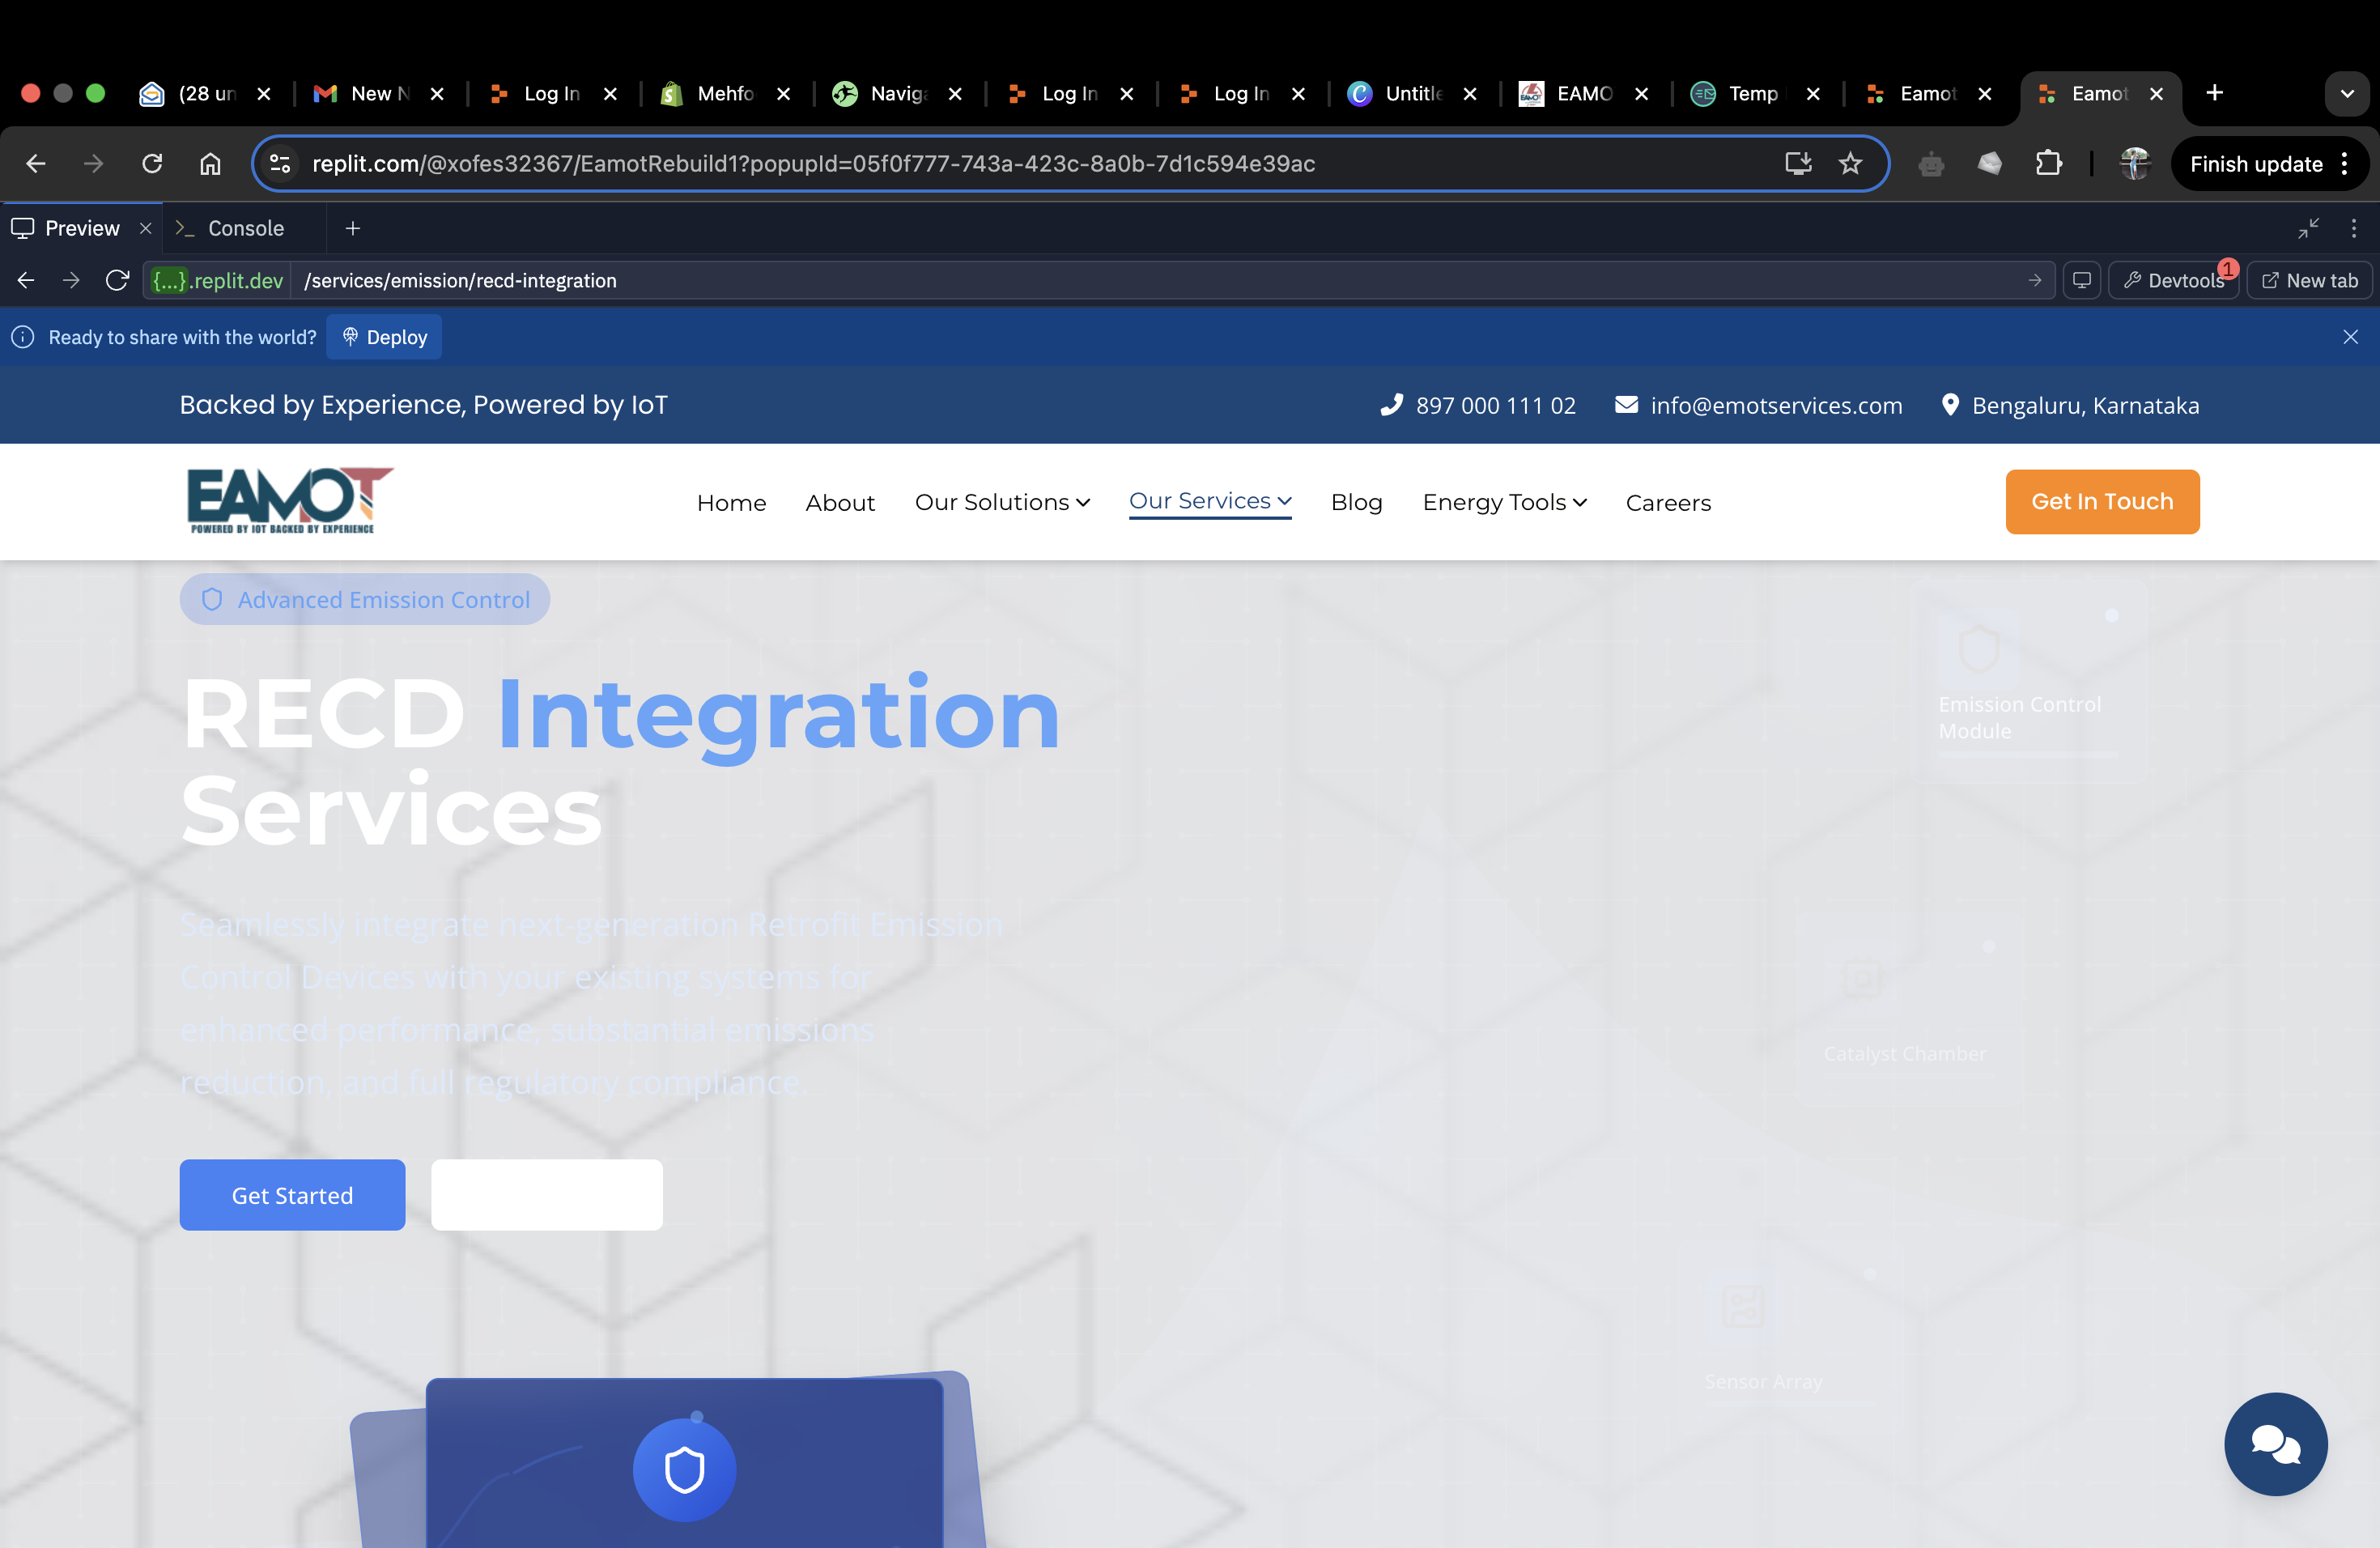 (28 un
New N
Log In
Mehfo
Naviga
Log In
Log In
Untitle
EAMO
Temp
Eamot
Eamot
replit.com/@xofes32367/EamotRebuild1?popupId=05f0f777-743a-423c-8a0b-7d1c594e39ac
Finish update
Preview
Console
{...}.replit.dev
/services/emission/recd-integration
Devtools
1
New tab
Ready to share with the world?
Deploy
Backed by Experience, Powered by IoT
897 000 111 02
info@emotservices.com
Bengaluru, Karnataka
EAMOT
POWERED BY IOT BACKED BY EXPERIENCE
Home
About
Our Solutions
Our Services
Blog
Energy Tools
Careers
Get In Touch
Advanced Emission Control
RECD Integration
Services
Seamlessly integrate next-generation Retrofit Emission
Control Devices with your existing systems for
enhanced performance, substantial emissions
reduction, and full regulatory compliance.
Get Started
Emission Control
Module
Catalyst Chamber
Sensor Array